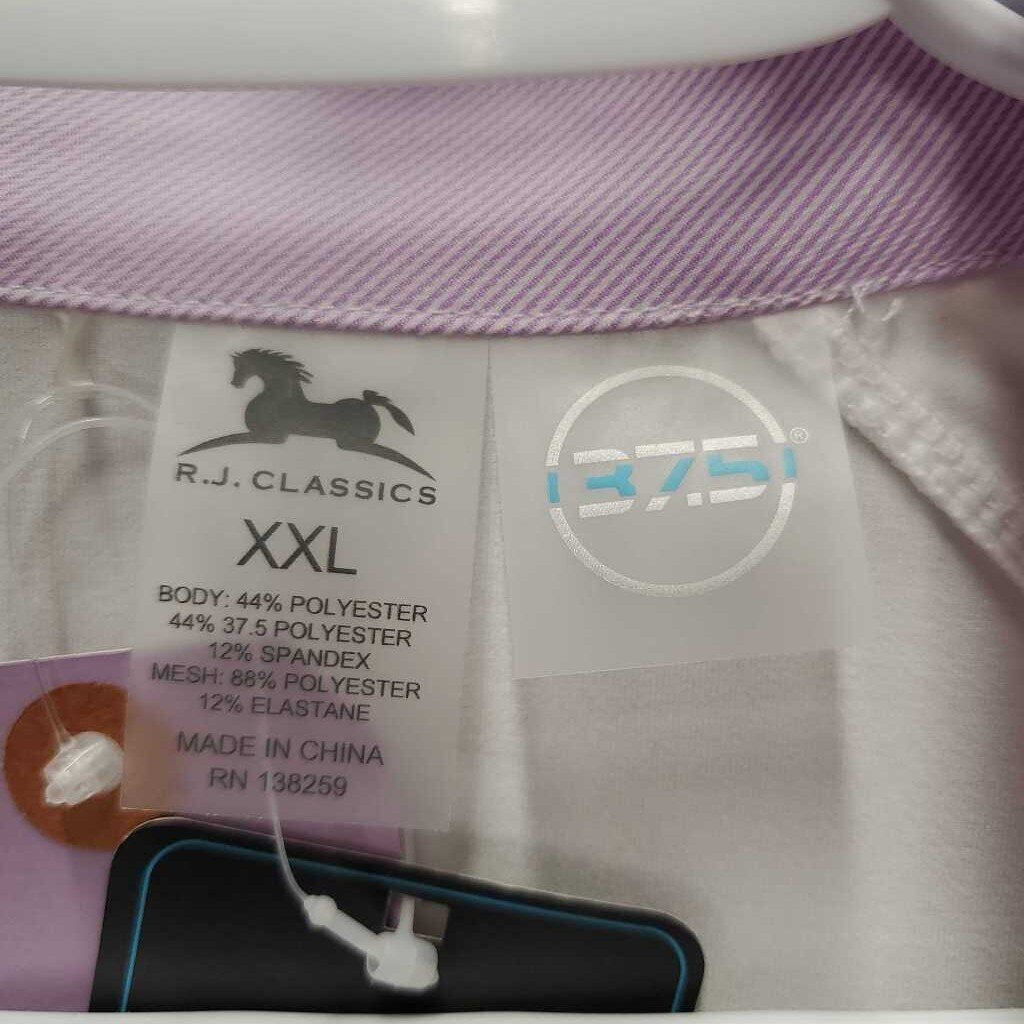 R.J. CLASSICS
XXL
BODY: 44% POLYESTER
44% 37.5 POLYESTER
12% SPANDEX
MESH: 88% POLYESTER
12% ELASTANE
MADE IN CHINA
RN 138259
37.5®